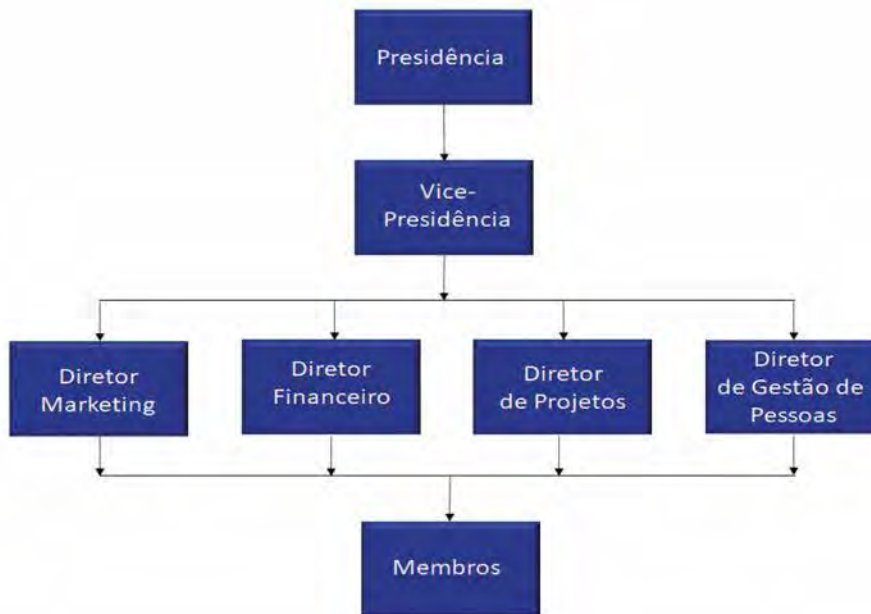 Presidência
Vice-
Presidência
Diretor
Marketing
Diretor
Financeiro
Diretor
de Projetos
Diretor
de Gestão de
Pessoas
Membros